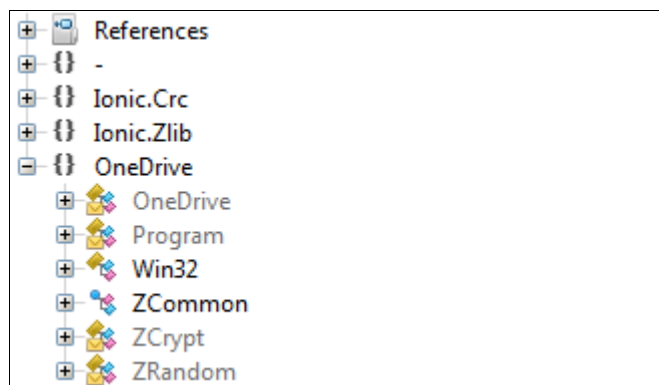 References
{} -
{} Ionic.Crc
{} Ionic.Zlib
{} OneDrive
OneDrive
Program
Win32
ZCommon
ZCrypt
ZRandom